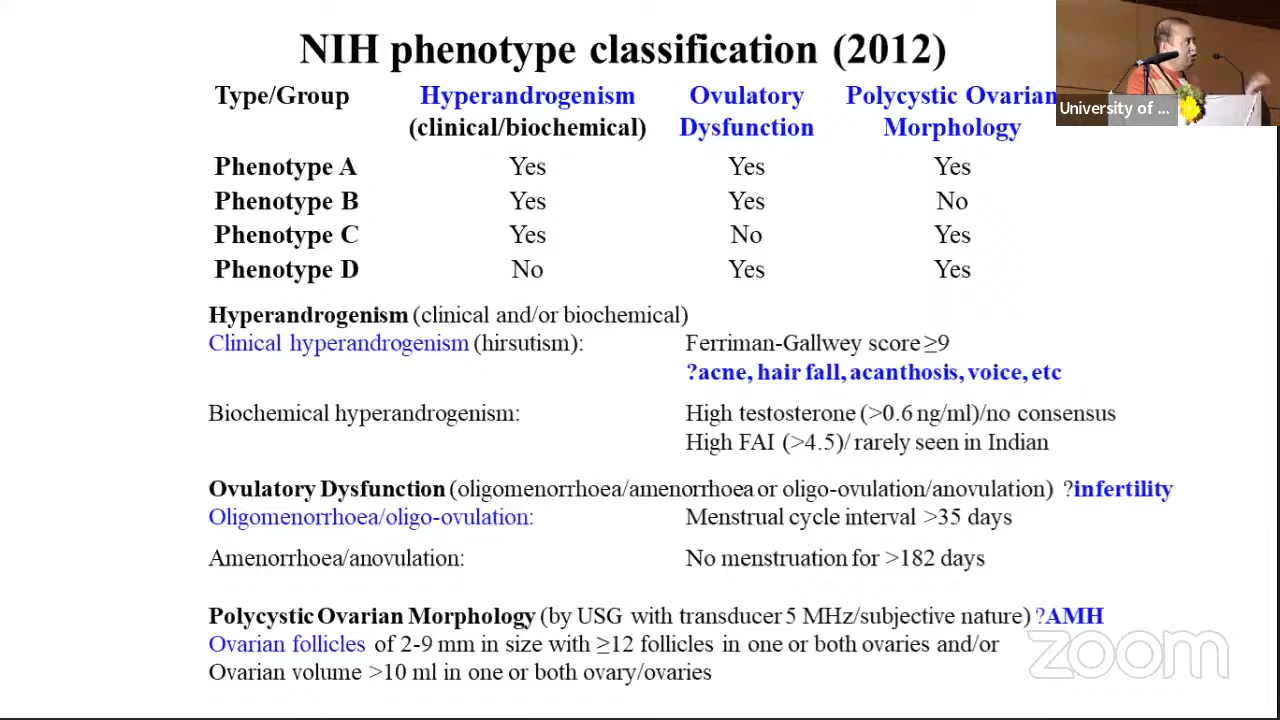 NIH phenotype classification (2012)
Type/Group Hyperandrogenism Ovulatory Polycystic Ovarian
(clinical/biochemical) Dysfunction Morphology
University of ...
Phenotype A Yes Yes Yes
Phenotype B Yes Yes No
Phenotype C Yes No Yes
Phenotype D No Yes Yes
Hyperandrogenism (clinical and/or biochemical)
Clinical hyperandrogenism (hirsutism): Ferriman-Gallwey score ≥9
?acne, hair fall, acanthosis, voice, etc
Biochemical hyperandrogenism: High testosterone (>0.6 ng/ml)/no consensus
High FAI (>4.5)/ rarely seen in Indian
Ovulatory Dysfunction (oligomenorrhoea/amenorrhoea or oligo-ovulation/anovulation) ?infertility
Oligomenorrhoea/oligo-ovulation: Menstrual cycle interval >35 days
Amenorrhoea/anovulation: No menstruation for >182 days
Polycystic Ovarian Morphology (by USG with transducer 5 MHz/subjective nature) ?AMH
Ovarian follicles of 2-9 mm in size with ≥12 follicles in one or both ovaries and/or
Ovarian volume >10 ml in one or both ovary/ovaries
zoom